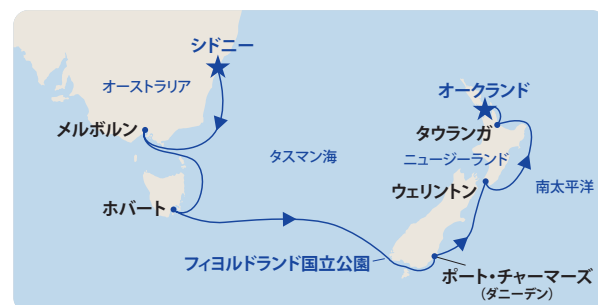 シドニー
オーストラリア
メルボルン
ホバート
タスマン海
オークランド
タウランガ
ニュージーランド
ウェリントン
南太平洋
フィヨルドランド国立公園
ポート・チャーマーズ
(ダニーデン)